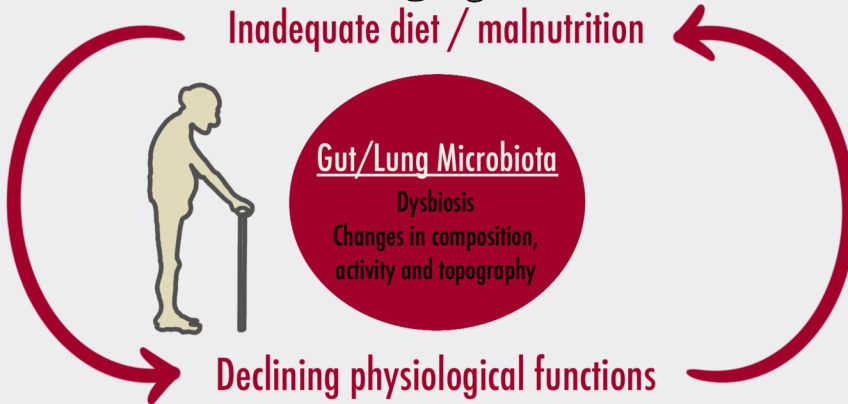 Inadequate diet / malnutrition
Gut/Lung Microbiota
Dysbiosis
Changes in composition,
activity and topography
Declining physiological functions